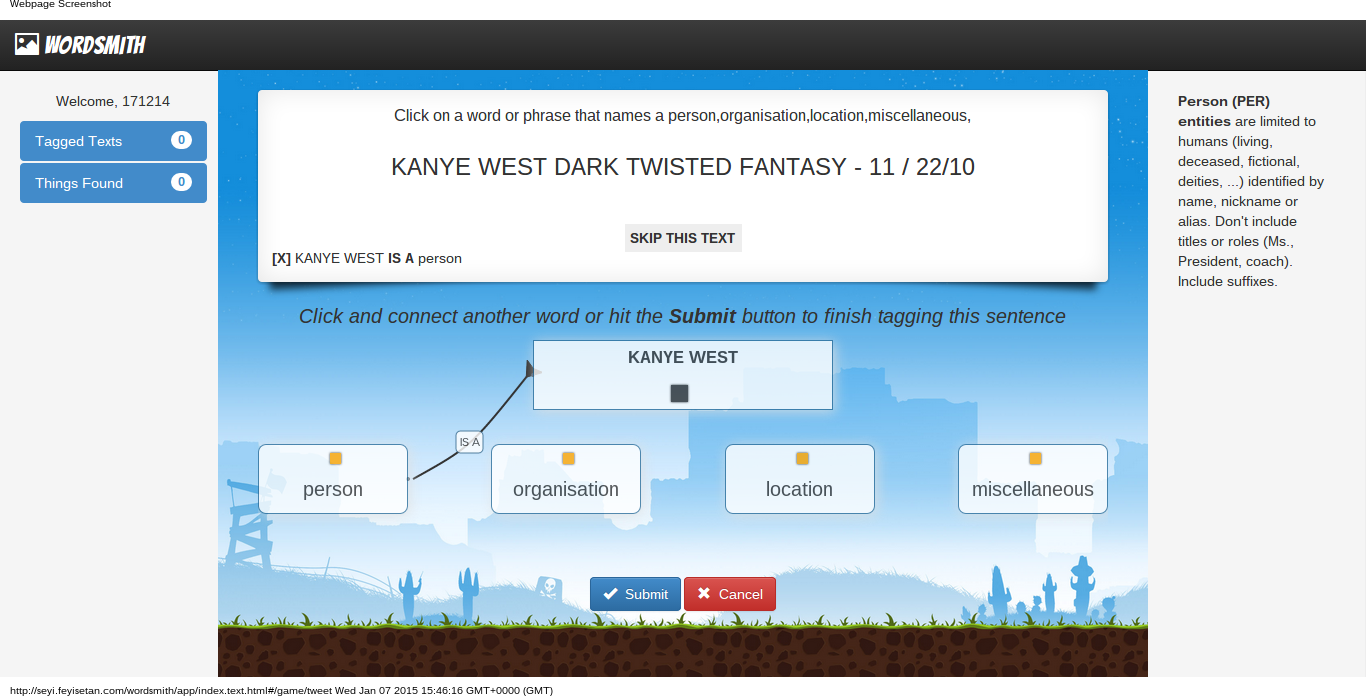 Webpage Screenshot
WORDSMITH
Welcome, 171214
Tagged Texts 0
Things Found 0
Click on a word or phrase that names a person,organisation,location,miscellaneous,
KANYE WEST DARK TWISTED FANTASY - 11 / 22/10
SKIP THIS TEXT
[X] KANYE WEST IS A person
Click and connect another word or hit the Submit button to finish tagging this sentence
KANYE WEST
IS A
person
organisation
location
miscellaneous
Submit
Cancel
Person (PER)
entities are limited to
humans (living,
deceased, fictional,
deities, ...) identified by
name, nickname or
alias. Don't include
titles or roles (Ms.,
President, coach).
Include suffixes.
http://seyi.feyisetan.com/wordsmith/app/index.text.html#/game/tweet Wed Jan 07 2015 15:46:16 GMT+0000 (GMT)